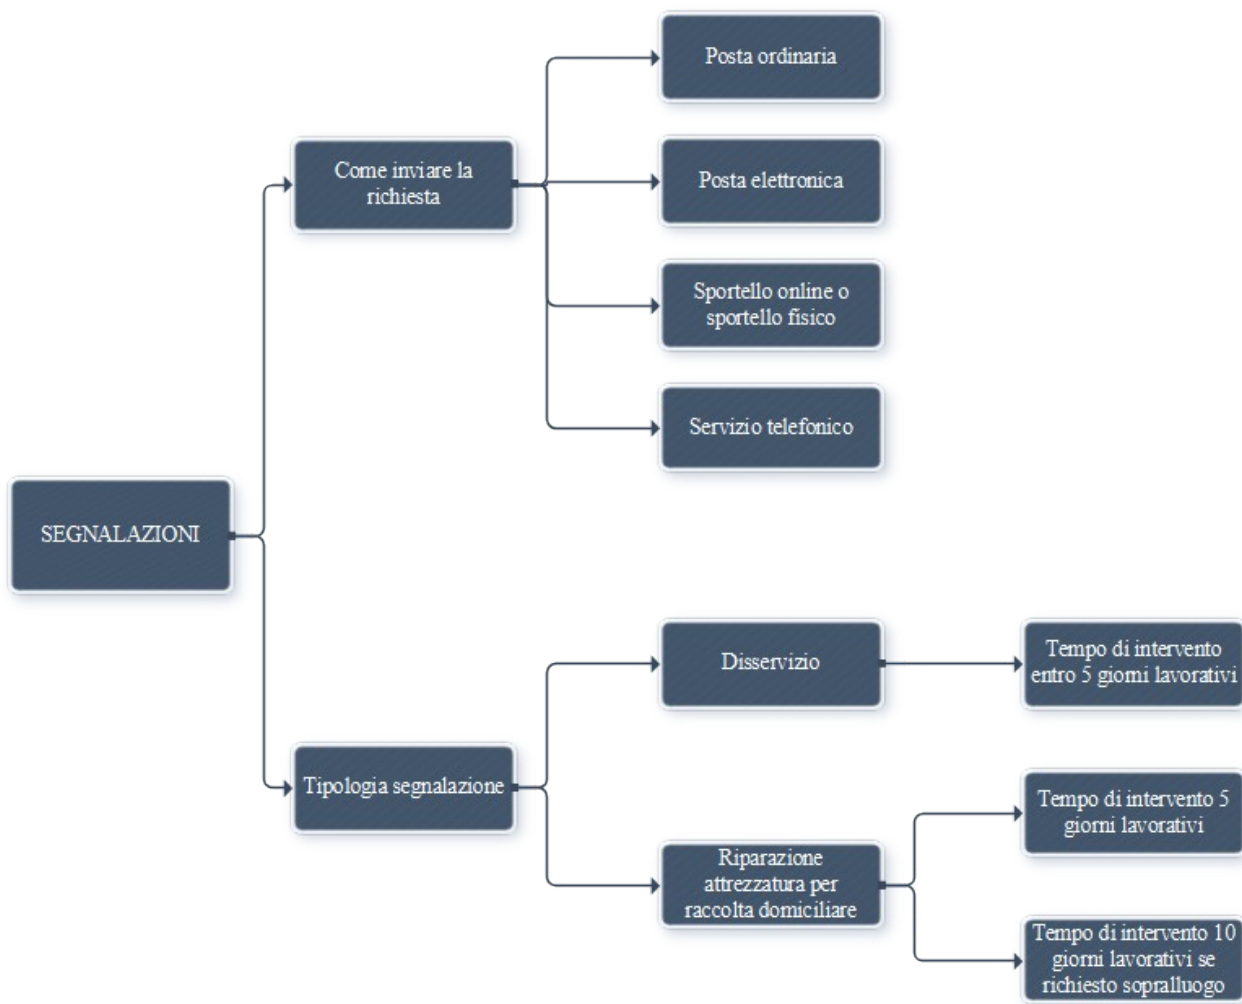 Posta ordinaria
Come inviare la
richiesta
Posta elettronica
Sportello online o
sportello fisico
Servizio telefonico
SEGNALAZIONI
Disservizio
Tempo di intervento
entro 5 giorni lavorativi
Tipologia segnalazione
Tempo di intervento 5
giorni lavorativi
Riparazione
attrezzatura per
raccolta domiciliare
Tempo di intervento 10
giorni lavorativi se
richiesto sopralluogo